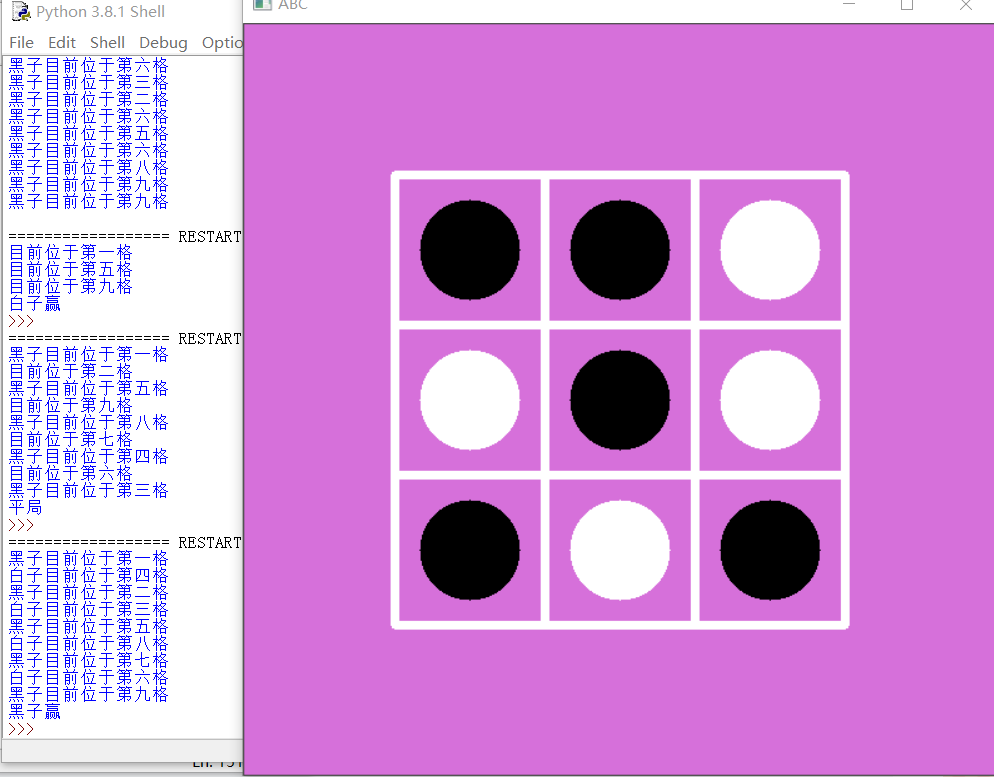 Python 3.8.1 Shell
ABC
File Edit Shell Debug Optio
黑子目前位于第六格
黑子目前位于第三格
黑子目前位于第二格
黑子目前位于第六格
黑子目前位于第五格
黑子目前位于第六格
黑子目前位于第八格
黑子目前位于第九格
黑子目前位于第九格
================== RESTART
目前位于第一格
目前位于第五格
目前位于第九格
白子赢
>>>
================== RESTART
黑子目前位于第一格
目前位于第二格
黑子目前位于第五格
目前位于第九格
黑子目前位于第八格
目前位于第七格
黑子目前位于第四格
目前位于第六格
黑子目前位于第三格
平局
>>>
================== RESTART
黑子目前位于第一格
白子目前位于第四格
黑子目前位于第二格
白子目前位于第三格
黑子目前位于第五格
白子目前位于第八格
黑子目前位于第七格
白子目前位于第六格
黑子目前位于第九格
黑子赢
>>>